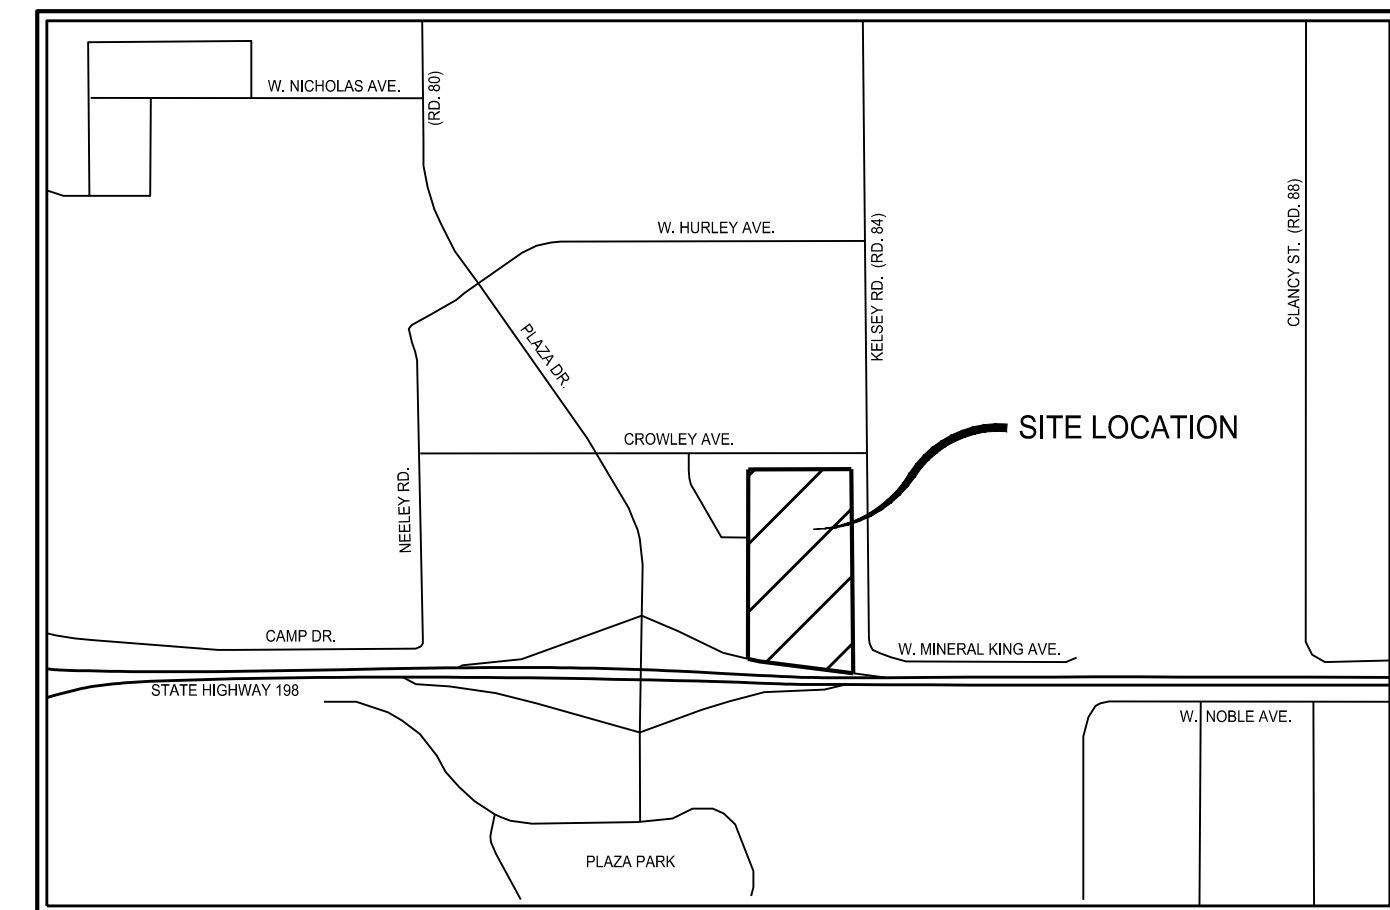 W. NICHOLAS AVE.
(RD. 80)
W. HURLEY AVE.
KELSEY RD. (RD. 84)
CLANCY ST. (RD. 88)
PLAZA DR.
SITE LOCATION
CROWLEY AVE.
NEELEY RD.
CAMP DR.
W. MINERAL KING AVE.
STATE HIGHWAY 198
W. NOBLE AVE.
PLAZA PARK